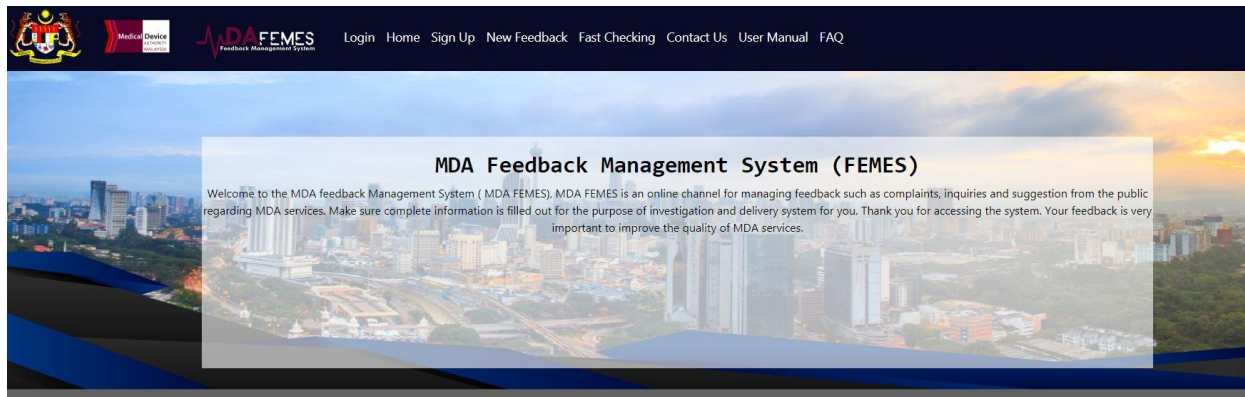 Medical Device
AUTHORITY
MALAYSIA
MDA FEMES
Feedback Management System
Login Home Sign Up New Feedback Fast Checking Contact Us User Manual FAQ
MDA Feedback Management System (FEMES)
Welcome to the MDA feedback Management System ( MDA FEMES), MDA FEMES is an online channel for managing feedback such as complaints, inquiries and suggestion from the public
regarding MDA services. Make sure complete information is filled out for the purpose of investigation and delivery system for you. Thank you for accessing the system. Your feedback is very
important to improve the quality of MDA services.